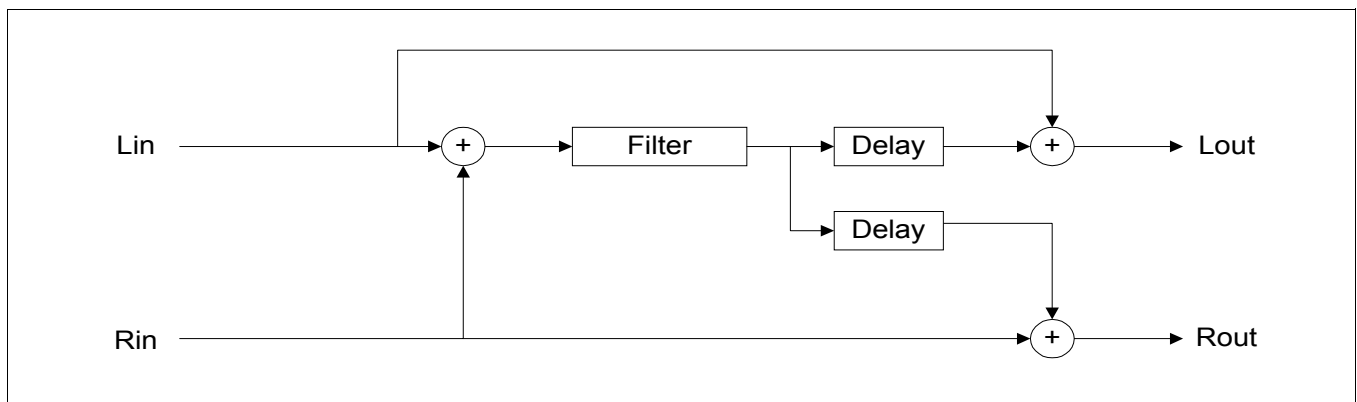 Lin
+
Filter
Delay
+
Lout
Delay
Rin
+
Rout